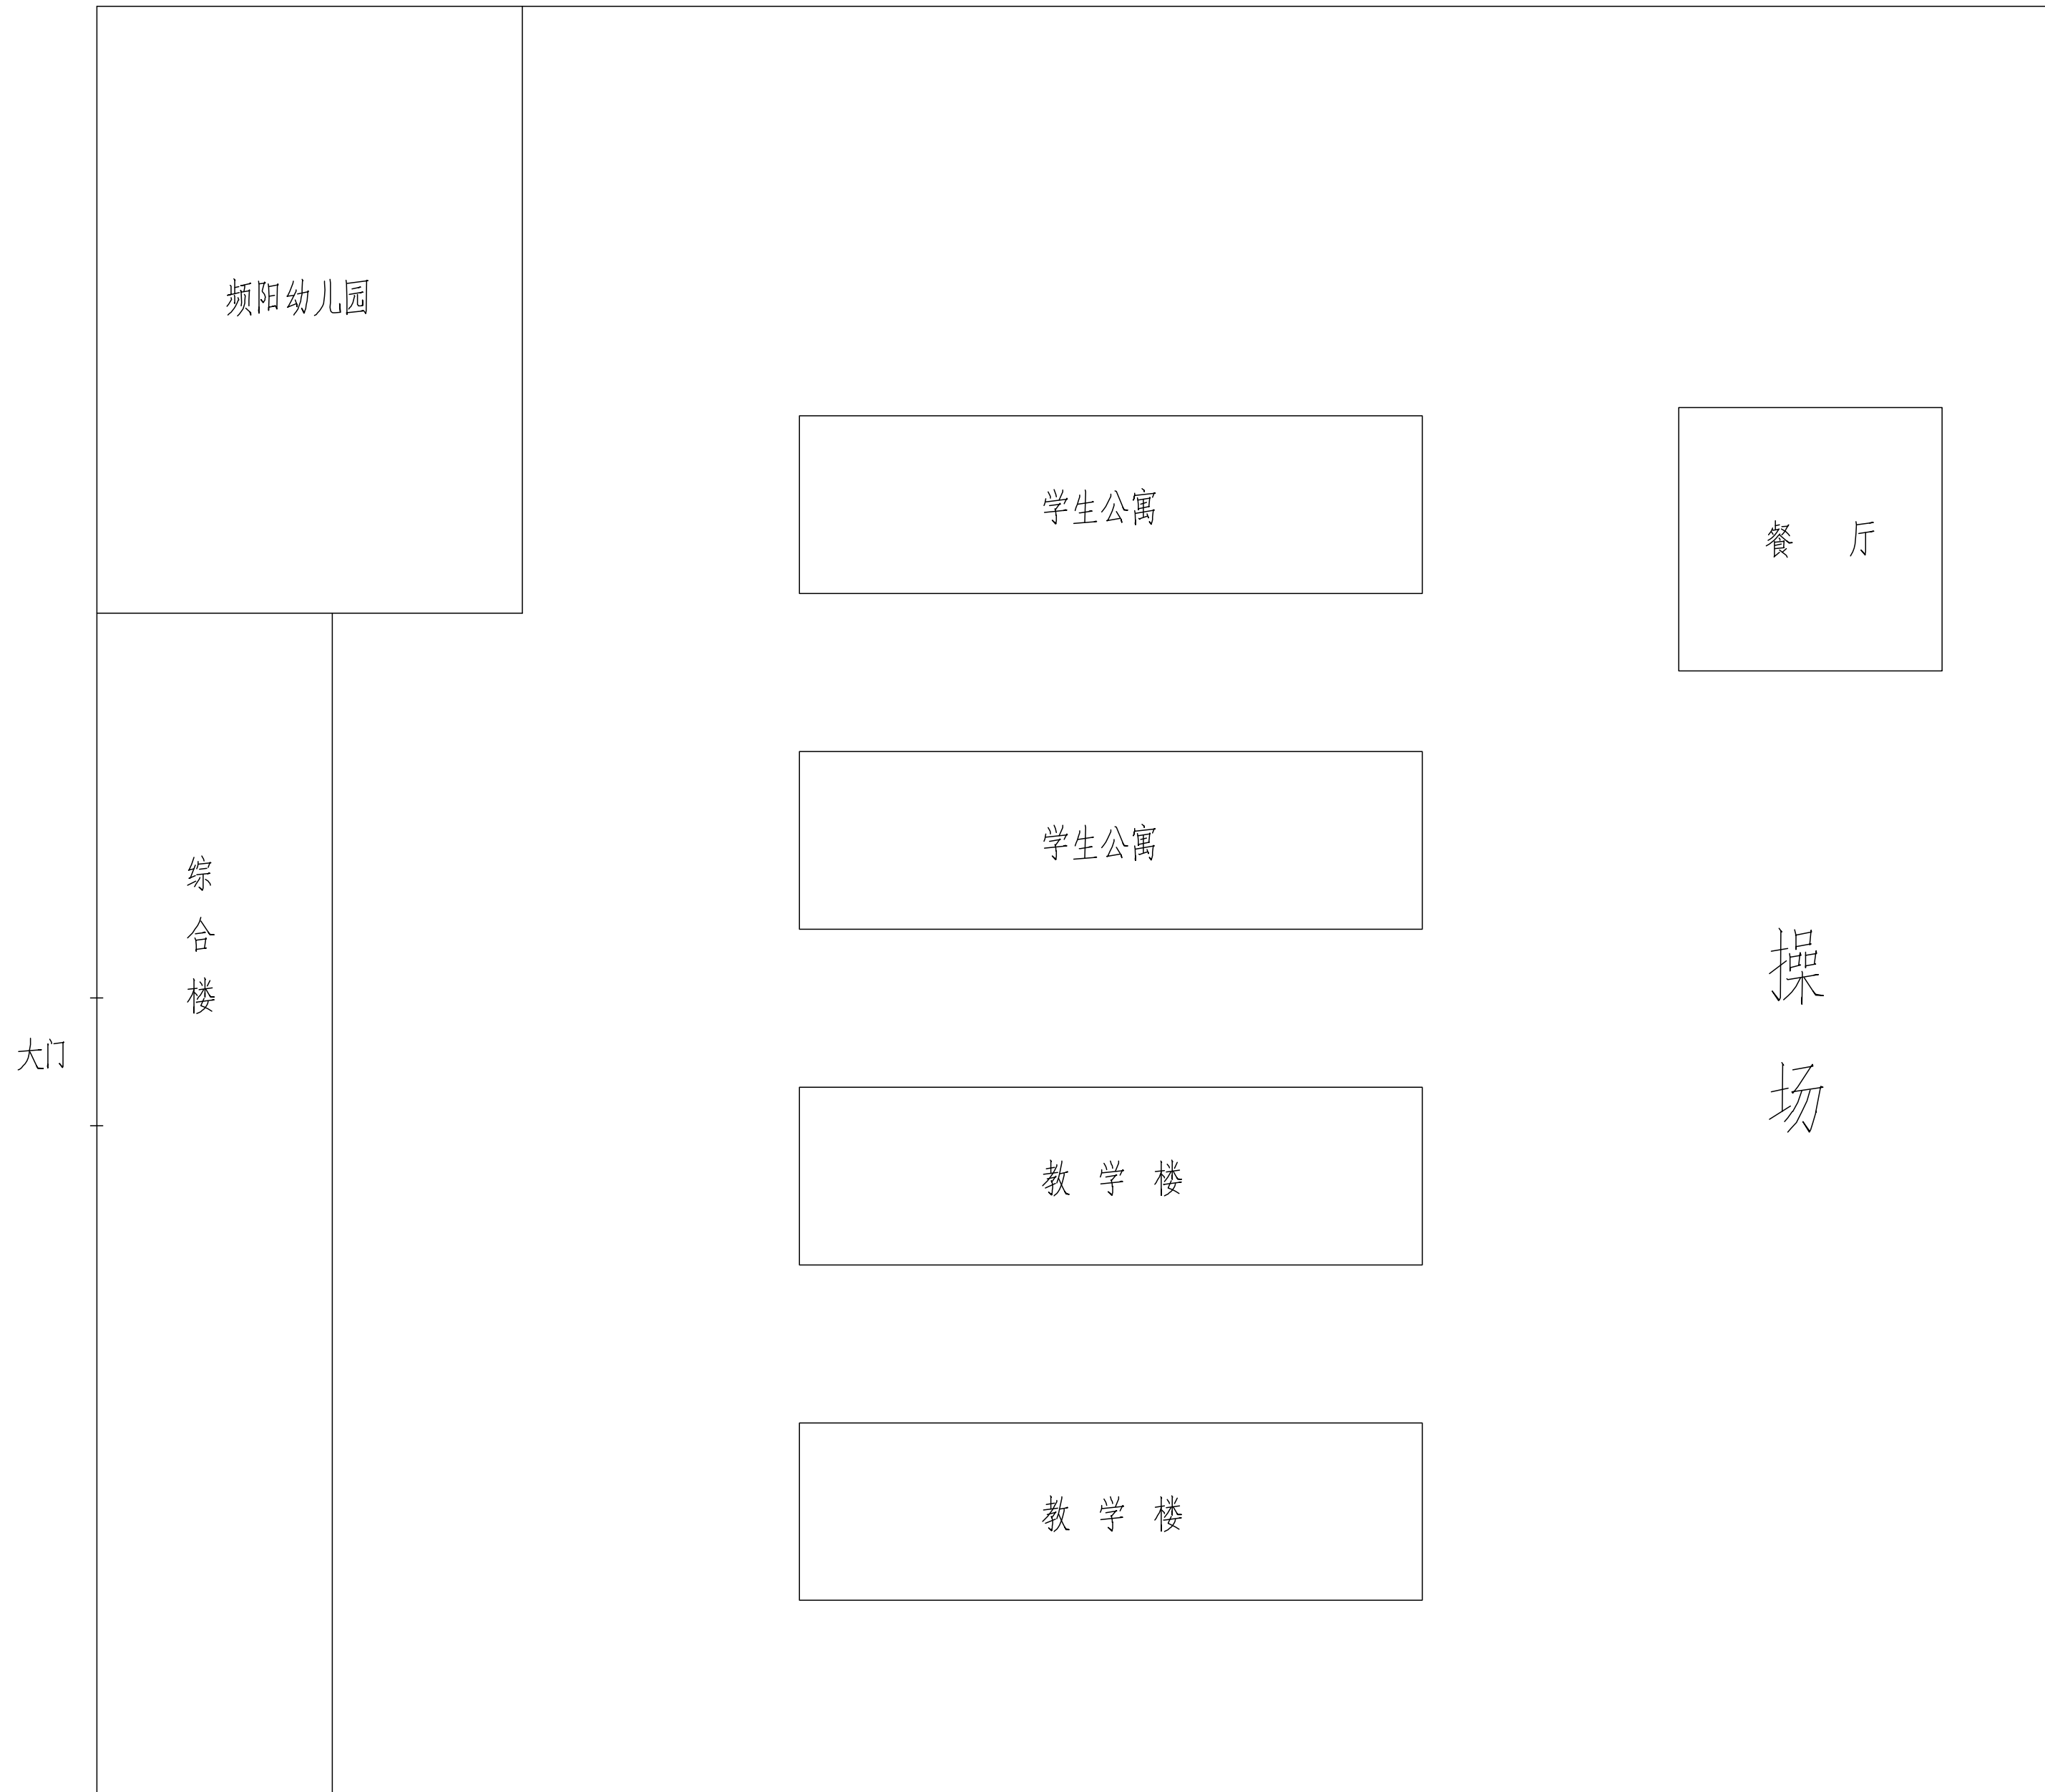 频阳幼儿园
学生公寓
餐 厅
学生公寓
综
合
楼
大门
操
场
教 学 楼
教 学 楼